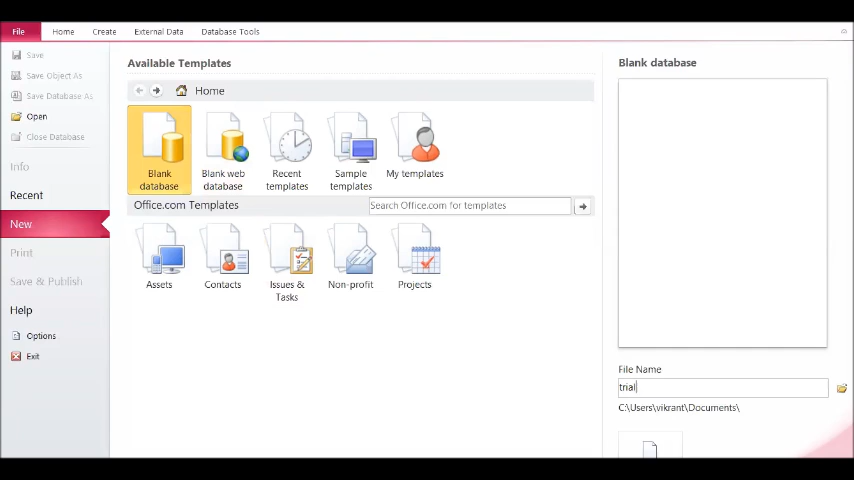 File Home Create External Data Database Tools
Save
Save Object As
Save Database As
Open
Close Database
Info
Recent
New
Print
Save & Publish
Help
Options
Exit
Available Templates
Home
Blank database
Blank web database
Recent templates
Sample templates
My templates
Office.com Templates
Search Office.com for templates
Assets
Contacts
Issues & Tasks
Non-profit
Projects
Blank database
File Name
trial
C:\Users\vikrant\Documents\